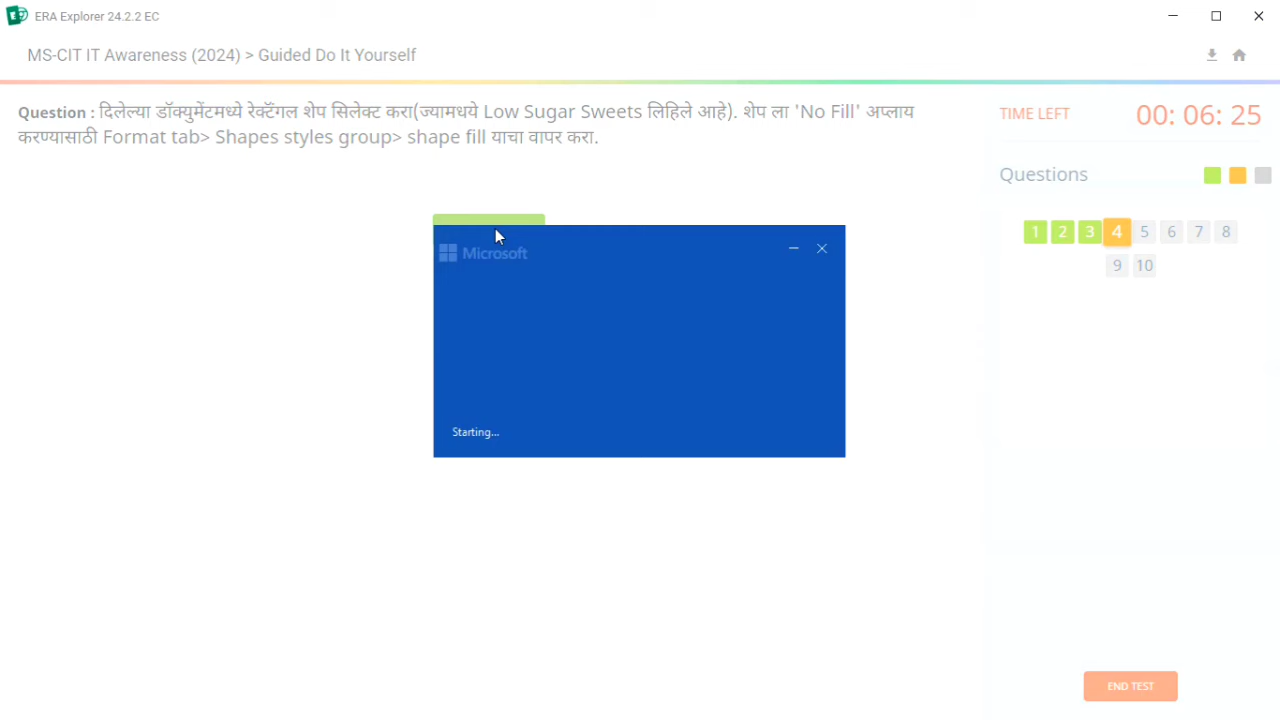 ERA Explorer 24.2.2 EC
MS-CIT IT Awareness (2024) > Guided Do It Yourself
Question : दिलेल्या डॉक्युमेंटमध्ये रेक्टँगल शेप सिलेक्ट करा(ज्यामधये Low Sugar Sweets लिहिले आहे). शेप ला 'No Fill' अप्लाय
करण्यासाठी Format tab> Shapes styles group> shape fill याचा वापर करा.
TIME LEFT 00: 06: 25
Questions
1 2 3 4 5 6 7 8
9 10
Microsoft
Starting...
END TEST